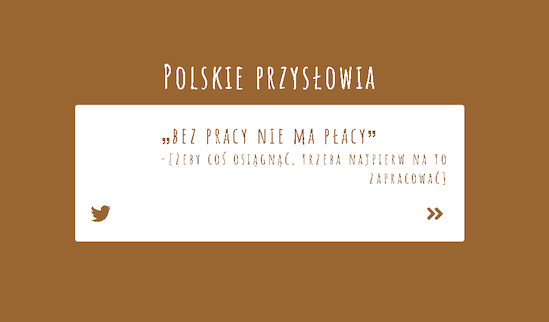 Polskie przysłowia
„Bez pracy nie ma płacy”
-[Żeby coś osiągnąć, trzeba najpierw na to
zapracować]